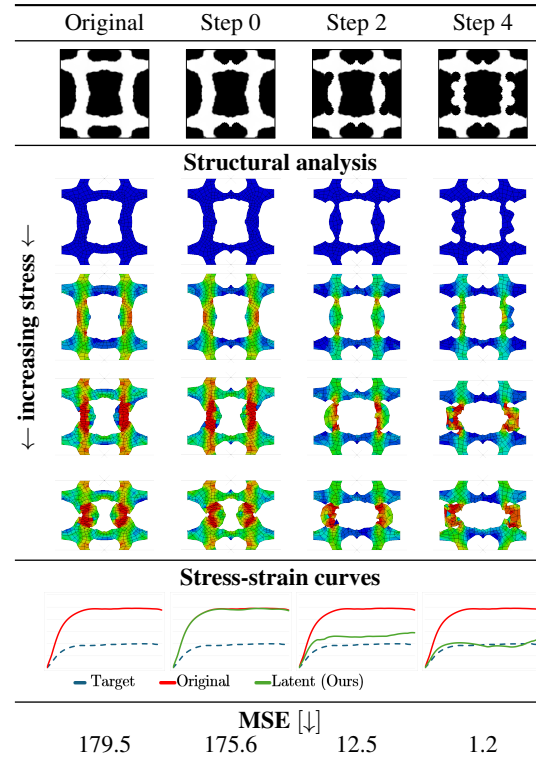 Original Step 0 Step 2 Step 4
Structural analysis
← increasing stress ←
Stress-strain curves
Target Original Latent (Ours)
MSE [↓]
179.5 175.6 12.5 1.2